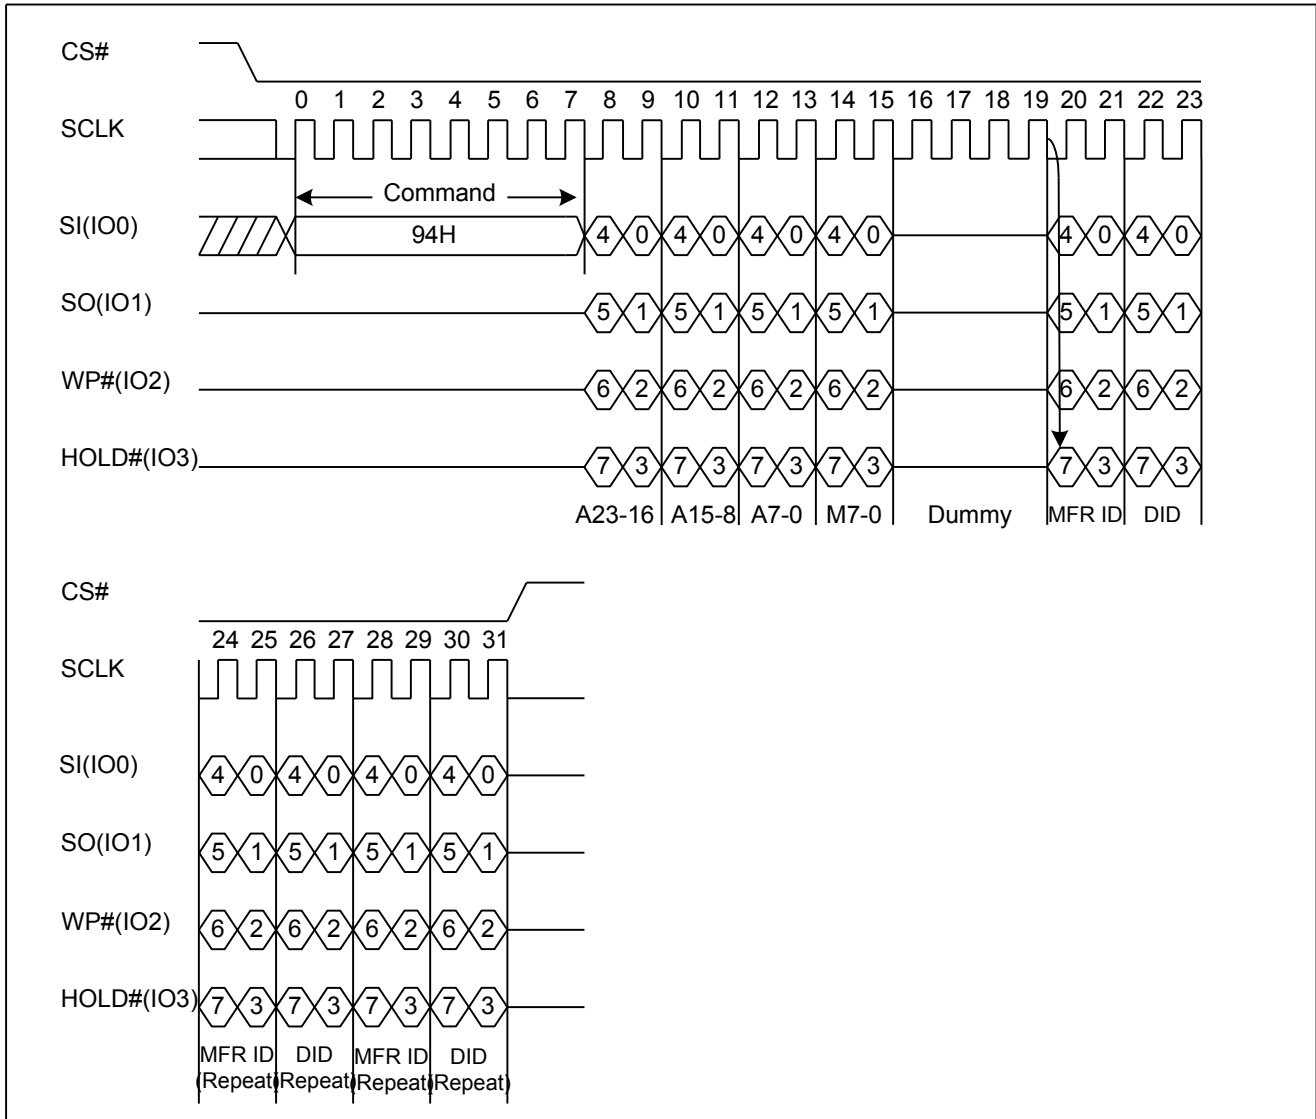 CS#
0 1 2 3 4 5 6 7 8 9 10 11 12 13 14 15 16 17 18 19 20 21 22 23
SCLK
Command
SI(IO0) 94H 4 0 4 0 4 0 4 0 4 0 4 0
SO(IO1) 5 1 5 1 5 1 5 1 5 1 5 1
WP#(IO2) 6 2 6 2 6 2 6 2 6 2 6 2
HOLD#(IO3) 7 3 7 3 7 3 7 3 7 3 7 3
A23-16 A15-8 A7-0 M7-0 Dummy MFR ID DID
CS#
24 25 26 27 28 29 30 31
SCLK
SI(IO0) 4 0 4 0 4 0 4 0
SO(IO1) 5 1 5 1 5 1 5 1
WP#(IO2) 6 2 6 2 6 2 6 2
HOLD#(IO3) 7 3 7 3 7 3 7 3
MFR ID DID MFR ID DID
(Repeat) (Repeat) (Repeat) (Repeat)